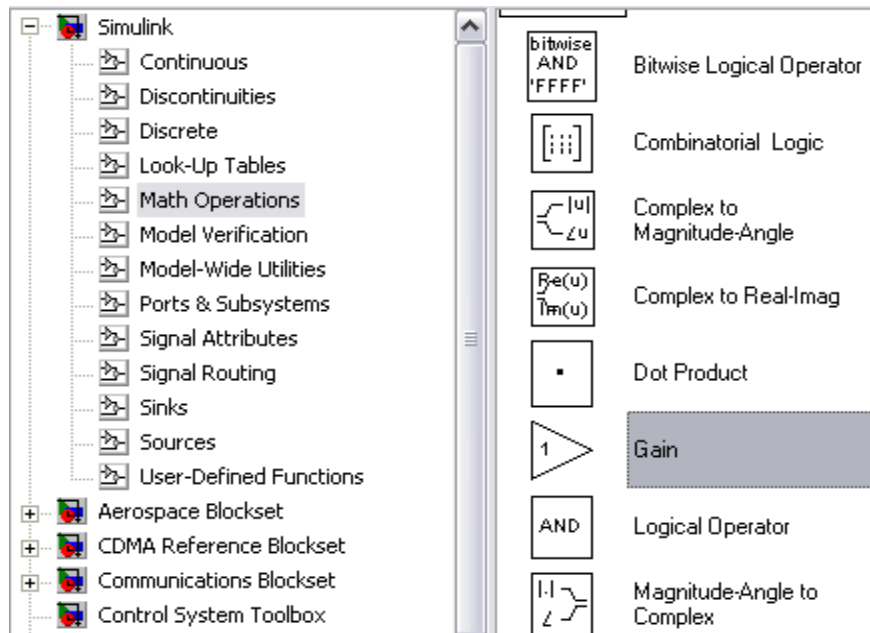 Simulink
Continuous
Discontinuities
Discrete
Look-Up Tables
Math Operations
Model Verification
Model-Wide Utilities
Ports & Subsystems
Signal Attributes
Signal Routing
Sinks
Sources
User-Defined Functions
Aerospace Blockset
CDMA Reference Blockset
Communications Blockset
Control System Toolbox
bitwise
AND
'FFFF'
Bitwise Logical Operator
Combinatorial Logic
|u|
∠u
Complex to
Magnitude-Angle
Re(u)
Im(u)
Complex to Real-Imag
Dot Product
1
Gain
AND
Logical Operator
|.|
∠
Magnitude-Angle to
Complex